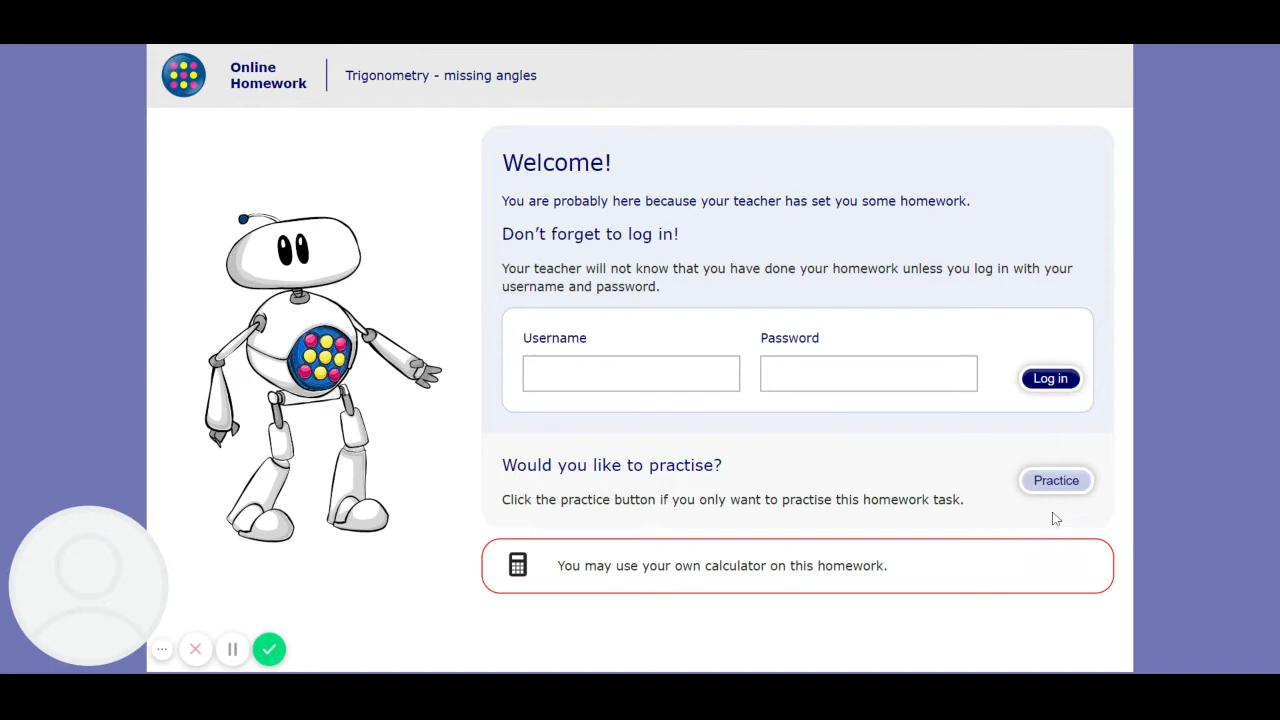 Online
Homework
Trigonometry - missing angles
Welcome!
You are probably here because your teacher has set you some homework.
Don’t forget to log in!
Your teacher will not know that you have done your homework unless you log in with your
username and password.
Username
Password
Log in
Would you like to practise?
Practice
Click the practice button if you only want to practise this homework task.
You may use your own calculator on this homework.